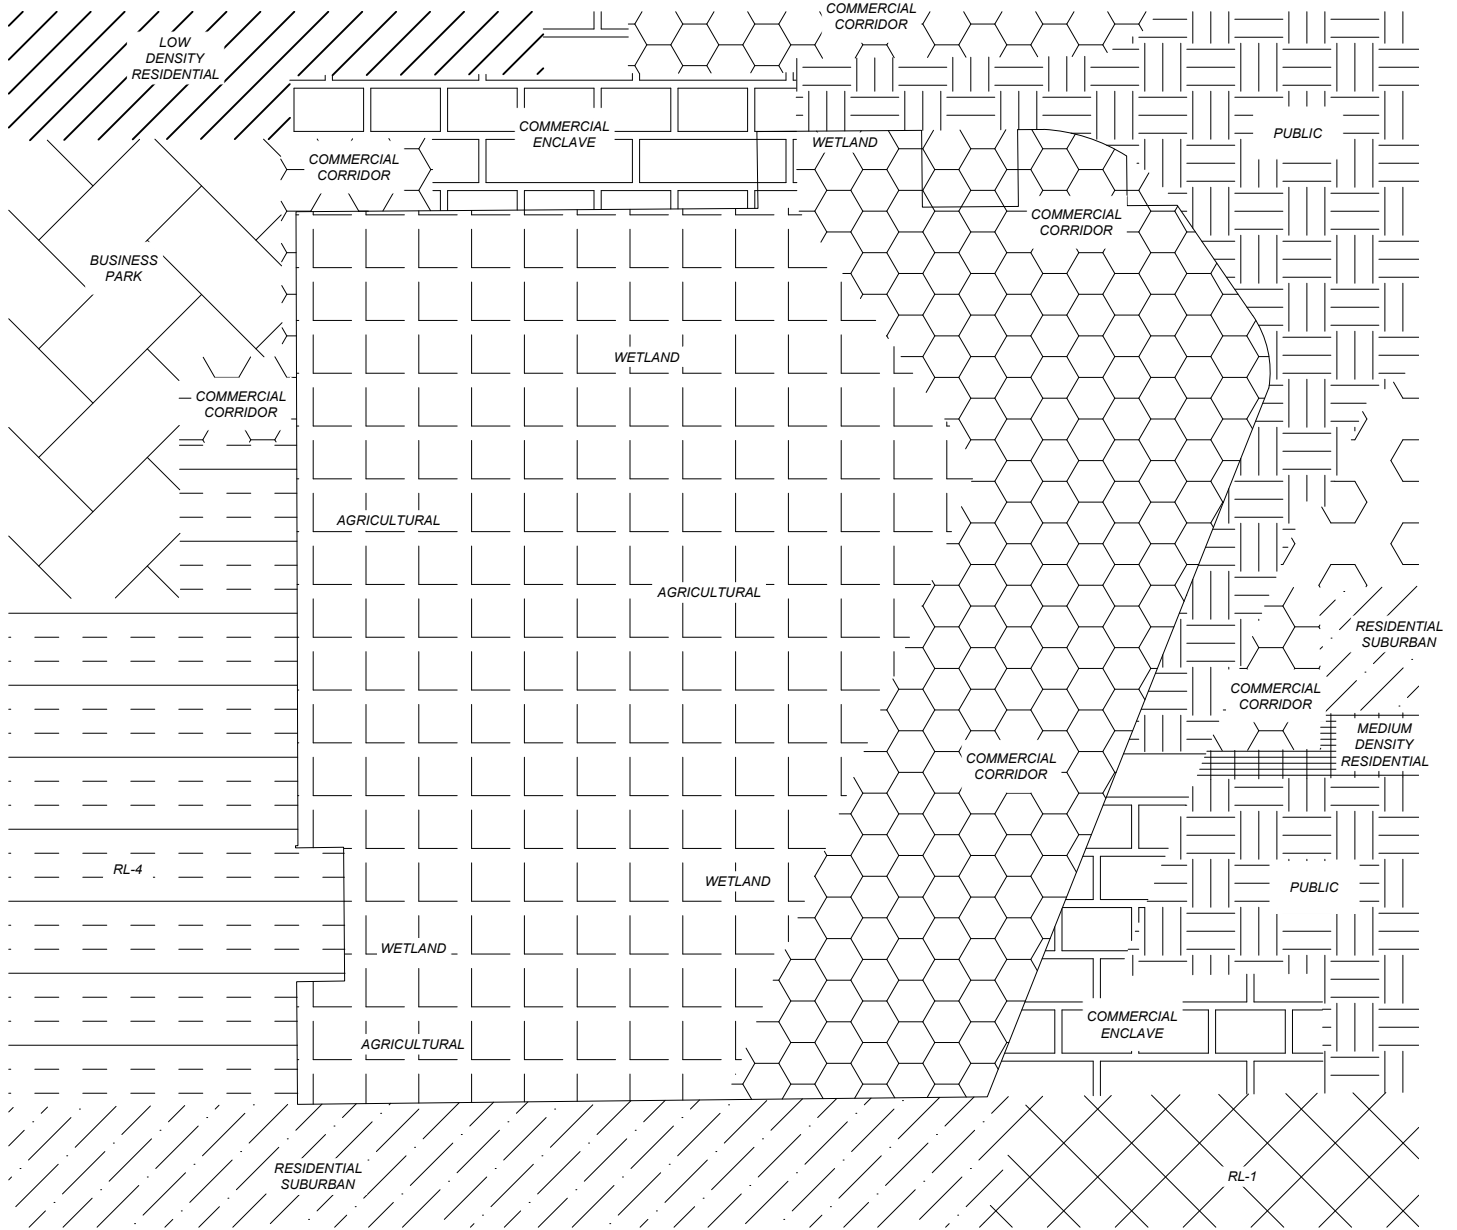 COMMERCIAL
CORRIDOR
LOW
DENSITY
RESIDENTIAL
COMMERCIAL
ENCLAVE
WETLAND
PUBLIC
COMMERCIAL
CORRIDOR
COMMERCIAL
CORRIDOR
BUSINESS
PARK
WETLAND
COMMERCIAL
CORRIDOR
AGRICULTURAL
AGRICULTURAL
RESIDENTIAL
SUBURBAN
COMMERCIAL
CORRIDOR
MEDIUM
DENSITY
RESIDENTIAL
COMMERCIAL
CORRIDOR
RL-4
WETLAND
PUBLIC
WETLAND
COMMERCIAL
ENCLAVE
AGRICULTURAL
RESIDENTIAL
SUBURBAN
RL-1